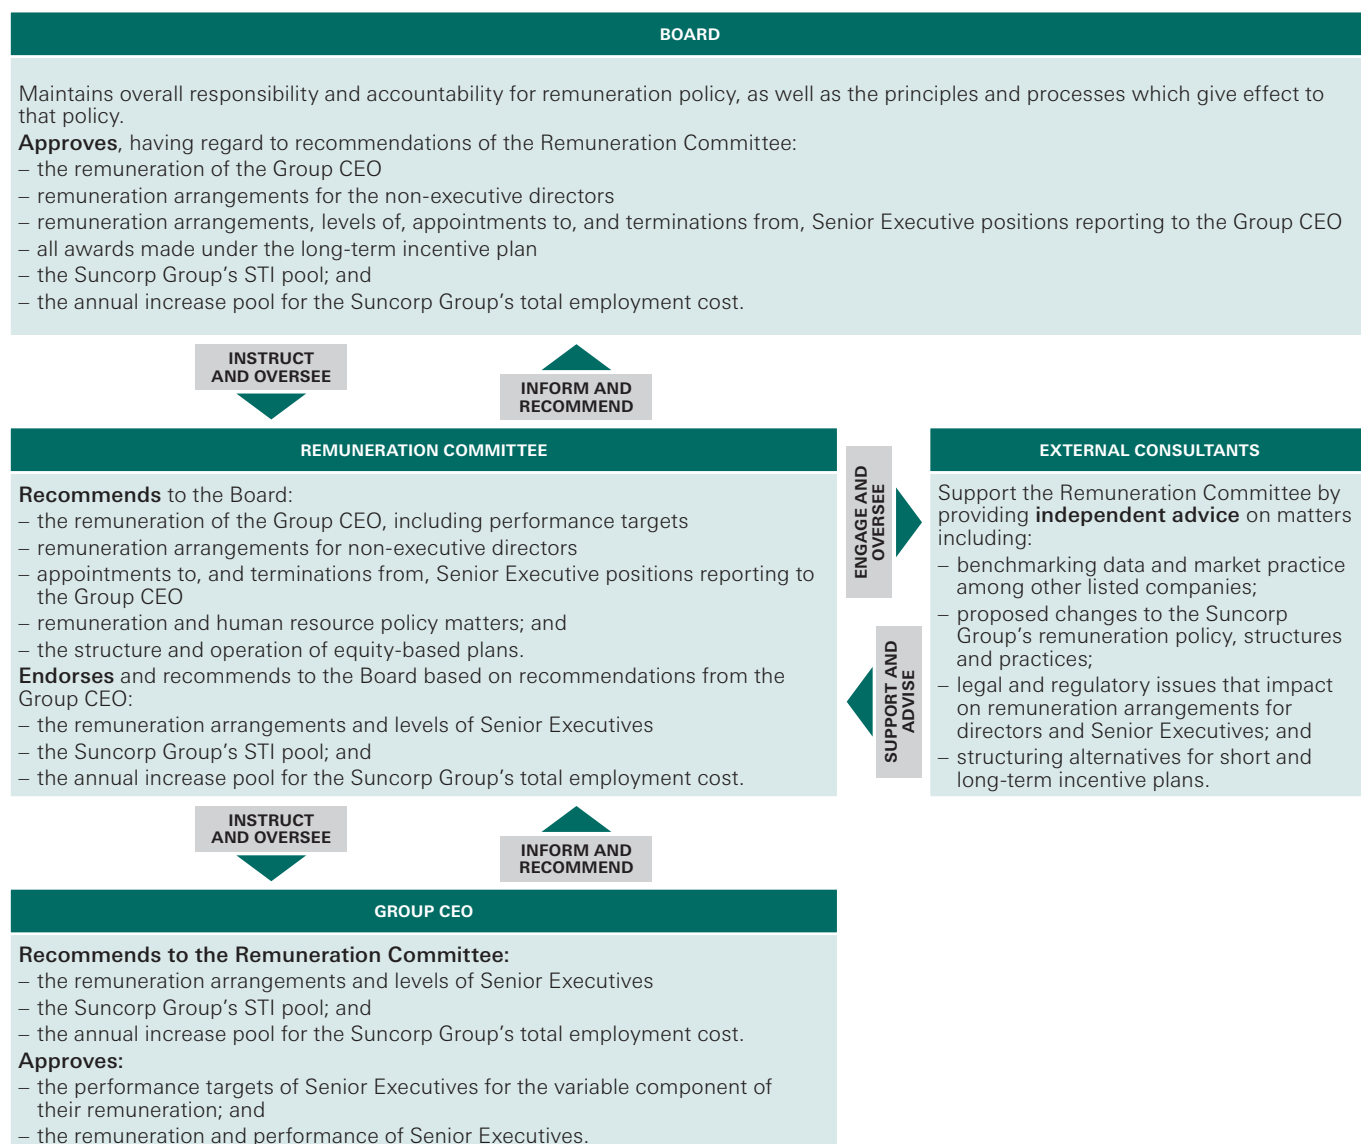 BOARD
Maintains overall responsibility and accountability for remuneration policy, as well as the principles and processes which give effect to
that policy.
Approves, having regard to recommendations of the Remuneration Committee:
– the remuneration of the Group CEO
– remuneration arrangements for the non-executive directors
– remuneration arrangements, levels of, appointments to, and terminations from, Senior Executive positions reporting to the Group CEO
– all awards made under the long-term incentive plan
– the Suncorp Group’s STI pool; and
– the annual increase pool for the Suncorp Group’s total employment cost.
INSTRUCT
AND OVERSEE
INFORM AND
RECOMMEND
REMUNERATION COMMITTEE
Recommends to the Board:
– the remuneration of the Group CEO, including performance targets
– remuneration arrangements for non-executive directors
– appointments to, and terminations from, Senior Executive positions reporting to
the Group CEO
– remuneration and human resource policy matters; and
– the structure and operation of equity-based plans.
Endorses and recommends to the Board based on recommendations from the
Group CEO:
– the remuneration arrangements and levels of Senior Executives
– the Suncorp Group’s STI pool; and
– the annual increase pool for the Suncorp Group’s total employment cost.
ENGAGE AND
OVERSEE
SUPPORT AND
ADVISE
EXTERNAL CONSULTANTS
Support the Remuneration Committee by
providing independent advice on matters
including:
– benchmarking data and market practice
among other listed companies;
– proposed changes to the Suncorp
Group’s remuneration policy, structures
and practices;
– legal and regulatory issues that impact
on remuneration arrangements for
directors and Senior Executives; and
– structuring alternatives for short and
long-term incentive plans.
INSTRUCT
AND OVERSEE
INFORM AND
RECOMMEND
GROUP CEO
Recommends to the Remuneration Committee:
– the remuneration arrangements and levels of Senior Executives
– the Suncorp Group’s STI pool; and
– the annual increase pool for the Suncorp Group’s total employment cost.
Approves:
– the performance targets of Senior Executives for the variable component of
their remuneration; and
– the remuneration and performance of Senior Executives.